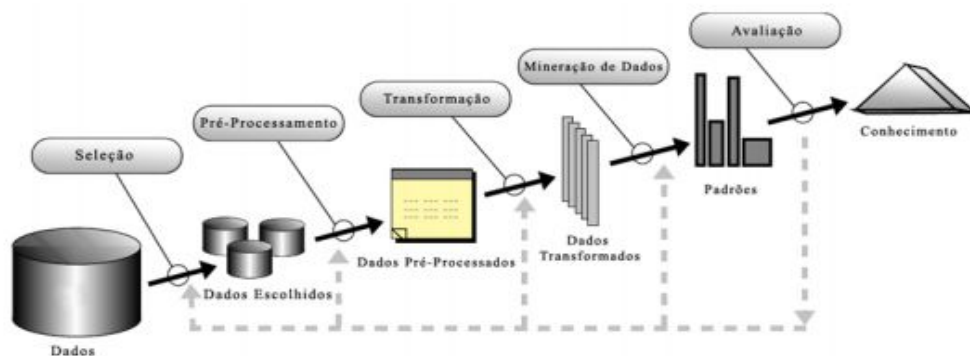 Avaliação
Mineração de Dados
Transformação
Pré-Processamento
Seleção
Conhecimento
Padrões
Dados
Transformados
Dados Pré-Processados
Dados Escolhidos
Dados